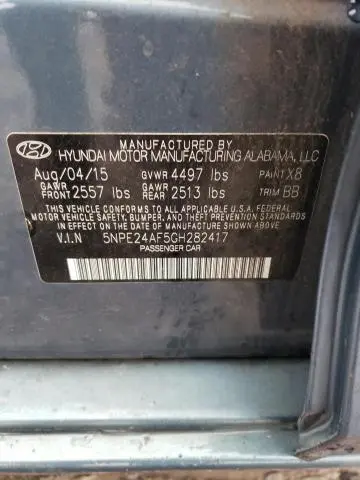 MANUFACTURED BY
HYUNDAI MOTOR MANUFACTURING ALABAMA, LLC
Aug/04/15 GVWR 4497 lbs PAINT X8
GAWR FRONT 2557 lbs GAWR REAR 2513 lbs TRIM BB
THIS VEHICLE CONFORMS TO ALL APPLICABLE U.S.A FEDERAL
MOTOR VEHICLE SAFETY, BUMPER, AND THEFT PREVENTION STANDARDS
IN EFFECT ON THE DATE OF MANUFACTURE SHOWN ABOVE.
V.I.N 5NPE24AF5GH282417
PASSENGER CAR